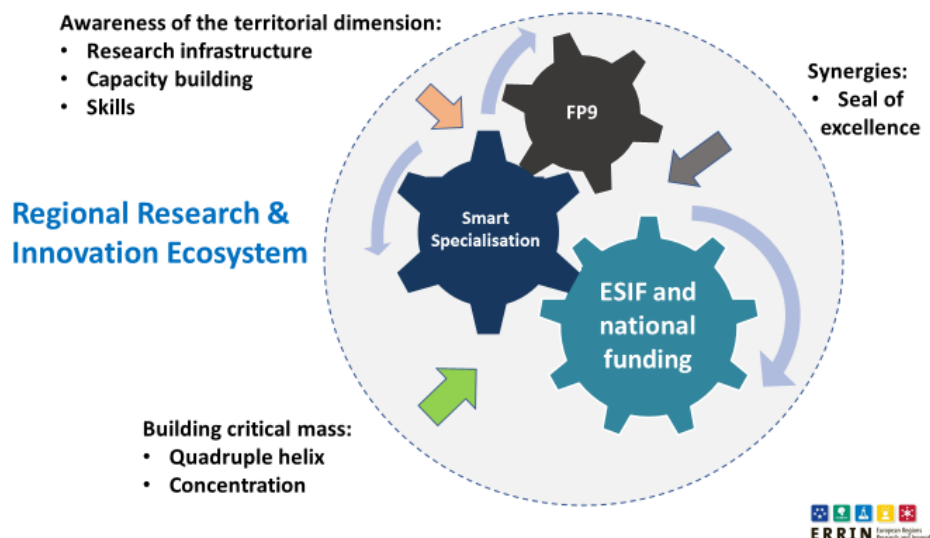 Awareness of the territorial dimension:
• Research infrastructure
• Capacity building
• Skills
FP9
Synergies:
• Seal of
excellence
Regional Research &
Innovation Ecosystem
Smart
Specialisation
ESIF and
national
funding
Building critical mass:
• Quadruple helix
• Concentration
ERRIN
European Regions